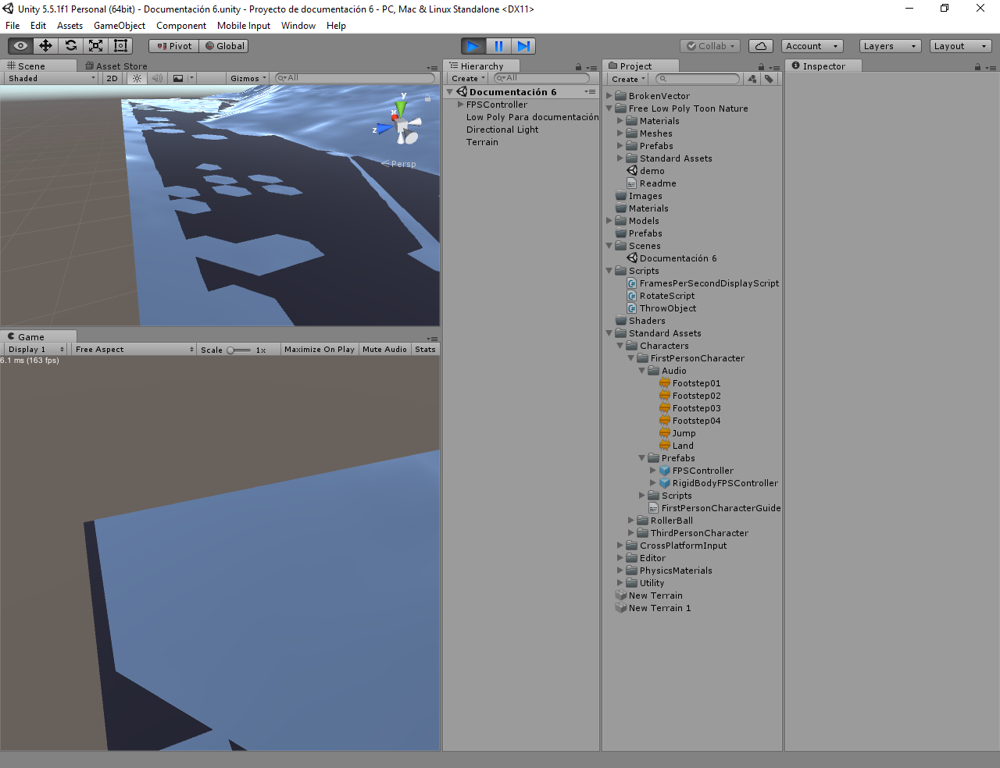 Unity 5.5.1f1 Personal (64bit) - Documentación 6.unity - Proyecto de documentación 6 - PC, Mac & Linux Standalone <DX11>
File Edit Assets GameObject Component Mobile Input Window Help
Pivot Global Collab Account Layers Layout
Scene Asset Store
Shaded 2D Gizmos All
y
x
z
Persp
Game
Display 1 Free Aspect Scale 1x Maximize On Play Mute Audio Stats
6.1 ms (163 fps)
Hierarchy
Create All
Documentación 6
FPSController
Low Poly Para documentación
Directional Light
Terrain
Project
Create
BrokenVector
Free Low Poly Toon Nature
Materials
Meshes
Prefabs
Standard Assets
demo
Readme
Images
Materials
Models
Prefabs
Scenes
Documentación 6
Scripts
FramesPerSecondDisplayScript
RotateScript
ThrowObject
Shaders
Standard Assets
Characters
FirstPersonCharacter
Audio
Footstep01
Footstep02
Footstep03
Footstep04
Jump
Land
Prefabs
FPSController
RigidBodyFPSController
Scripts
FirstPersonCharacterGuide
RollerBall
ThirdPersonCharacter
CrossPlatformInput
Editor
PhysicsMaterials
Utility
New Terrain
New Terrain 1
Inspector